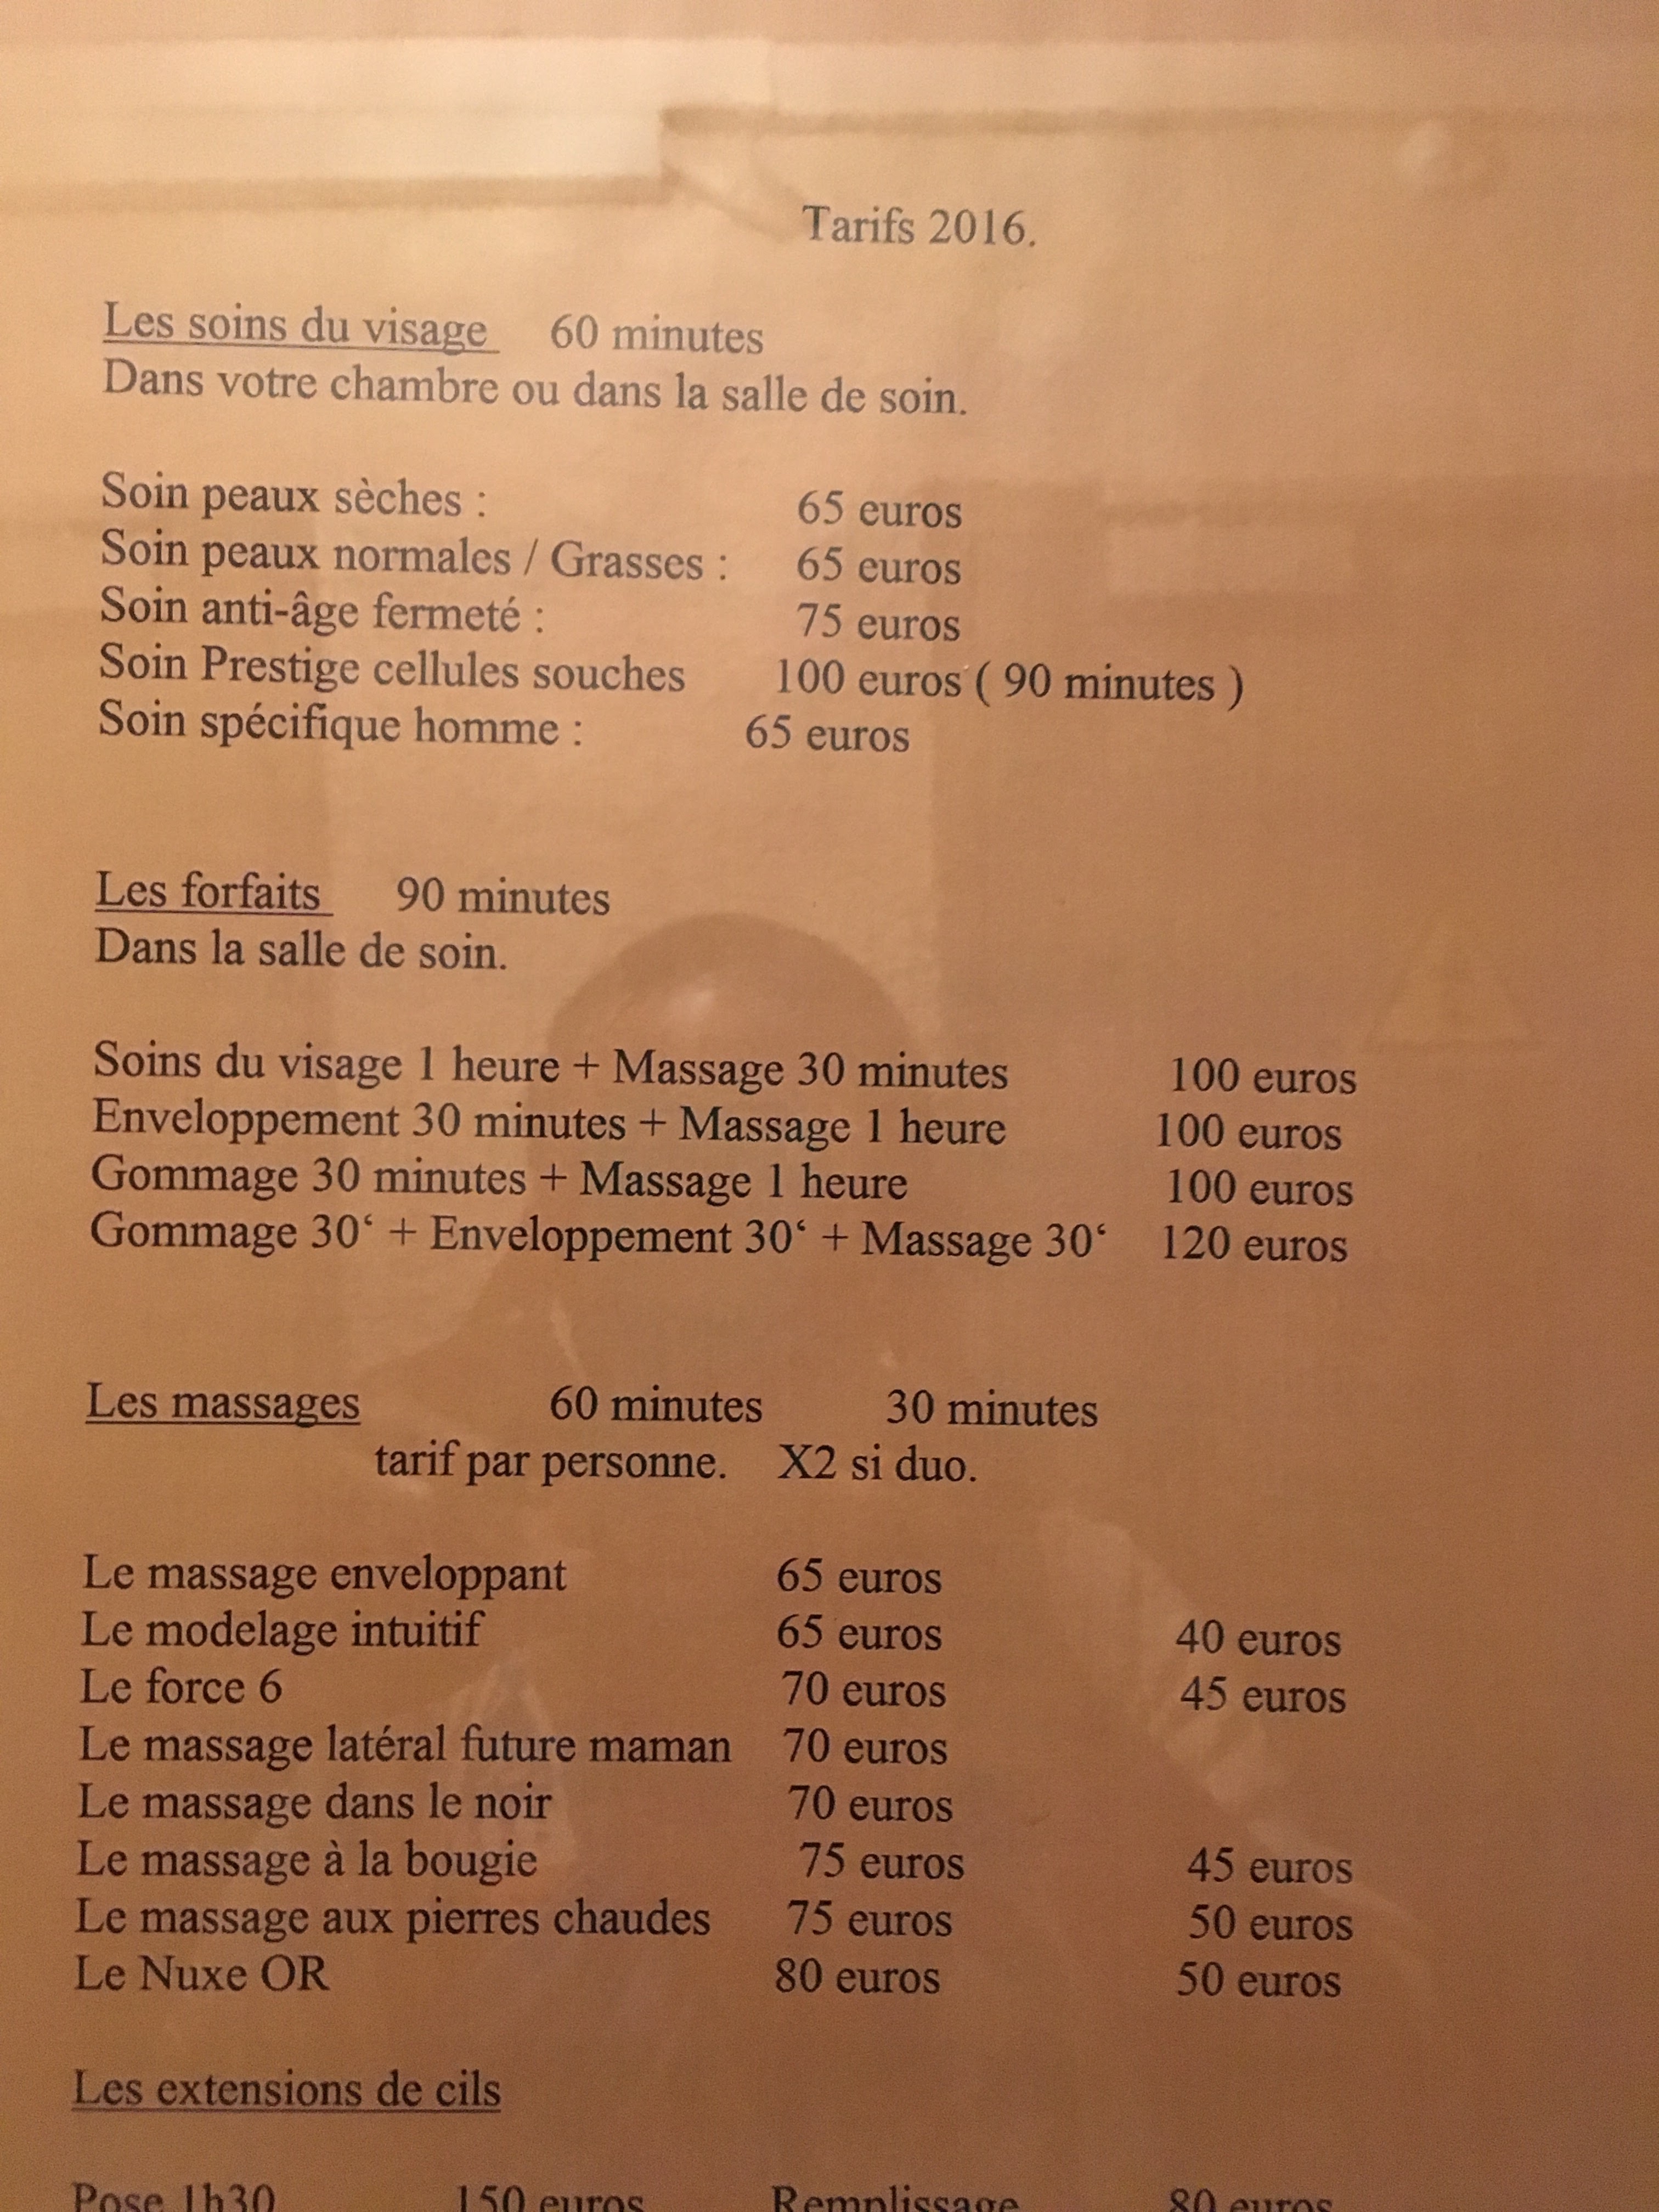 Tarifs 2016.
Les soins du visage 60 minutes
Dans votre chambre ou dans la salle de soin.
Soin peaux sèches : 65 euros
Soin peaux normales / Grasses : 65 euros
Soin anti-âge fermeté : 75 euros
Soin Prestige cellules souches 100 euros ( 90 minutes )
Soin spécifique homme : 65 euros
Les forfaits 90 minutes
Dans la salle de soin.
Soins du visage 1 heure + Massage 30 minutes 100 euros
Enveloppement 30 minutes + Massage 1 heure 100 euros
Gommage 30 minutes + Massage 1 heure 100 euros
Gommage 30‘ + Enveloppement 30‘ + Massage 30‘ 120 euros
Les massages 60 minutes 30 minutes
tarif par personne. X2 si duo.
Le massage enveloppant 65 euros
Le modelage intuitif 65 euros 40 euros
Le force 6 70 euros 45 euros
Le massage latéral future maman 70 euros
Le massage dans le noir 70 euros
Le massage à la bougie 75 euros 45 euros
Le massage aux pierres chaudes 75 euros 50 euros
Le Nuxe OR 80 euros 50 euros
Les extensions de cils
Pose 1h30 150 euros Remplissage 80 euros